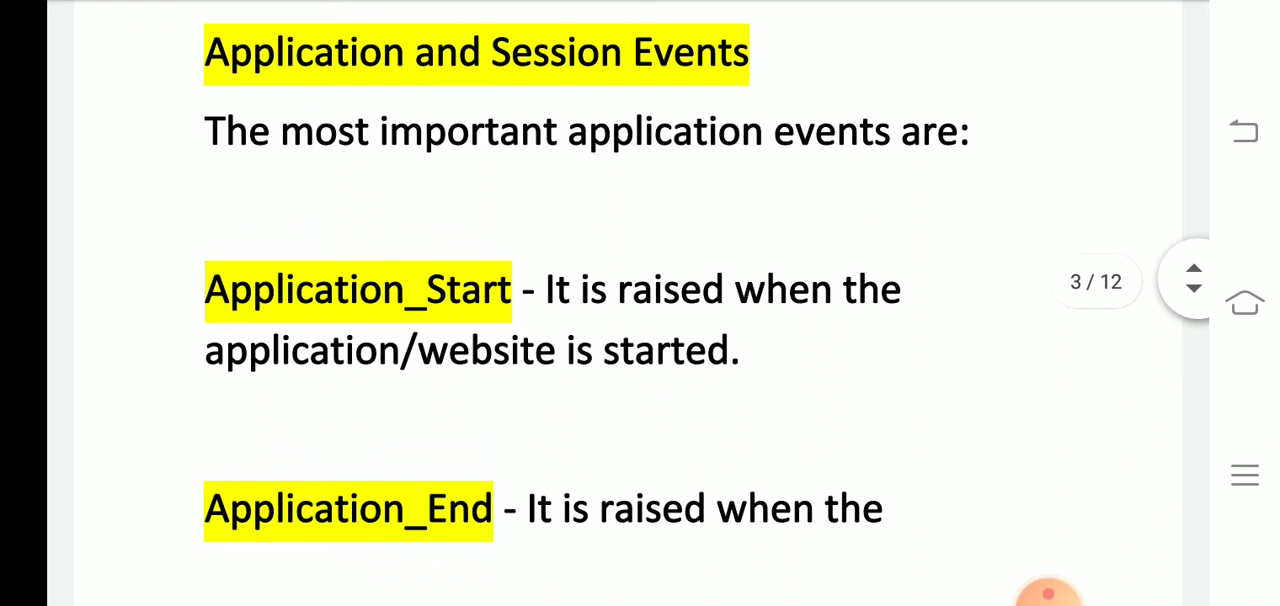 Application and Session Events
The most important application events are:
Application_Start - It is raised when the
application/website is started.
3 / 12
Application_End - It is raised when the